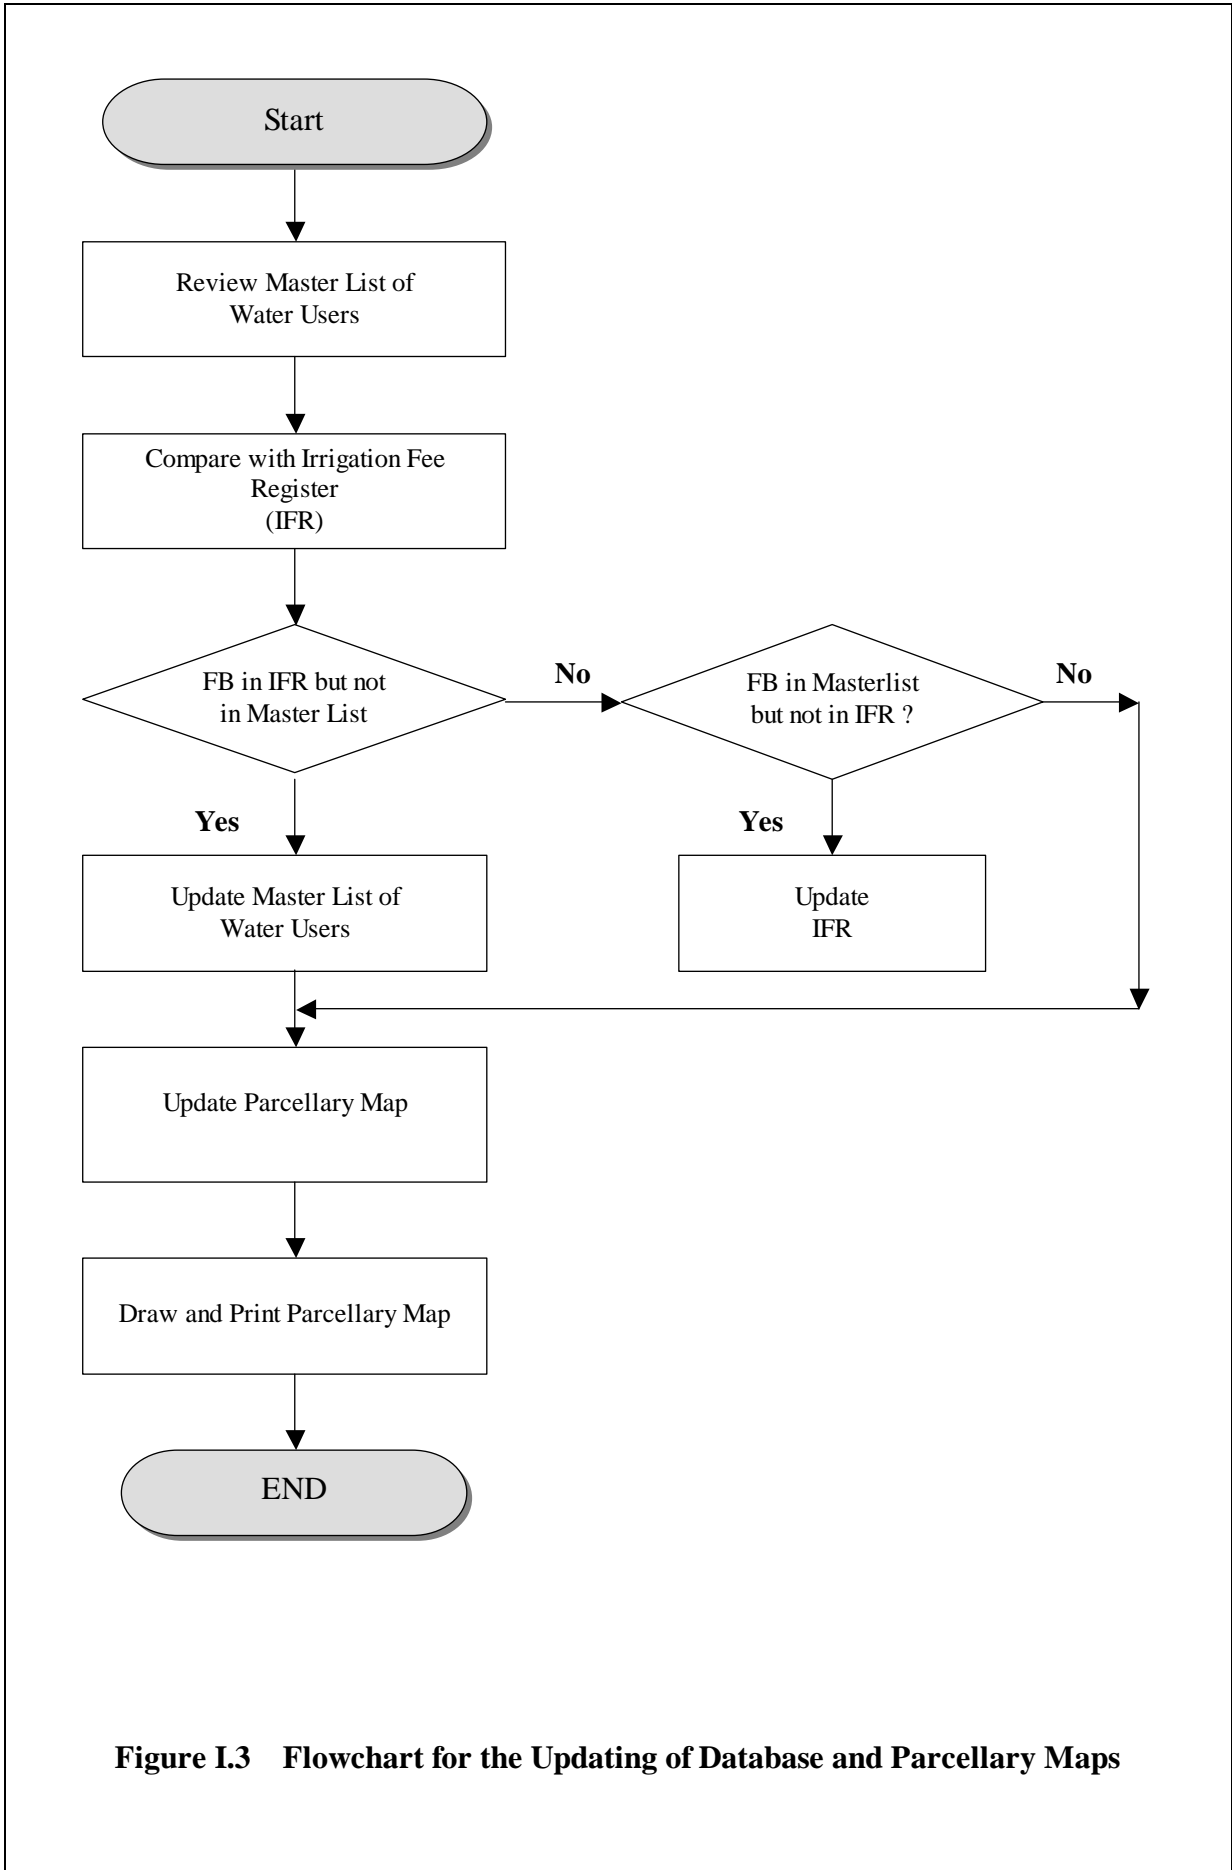 Start
Review Master List of
Water Users
Compare with Irrigation Fee
Register
(IFR)
FB in IFR but not
in Master List
No
FB in Masterlist
but not in IFR ?
No
Yes
Yes
Update Master List of
Water Users
Update
IFR
Update Parcellary Map
Draw and Print Parcellary Map
END
Figure I.3 Flowchart for the Updating of Database and Parcellary Maps